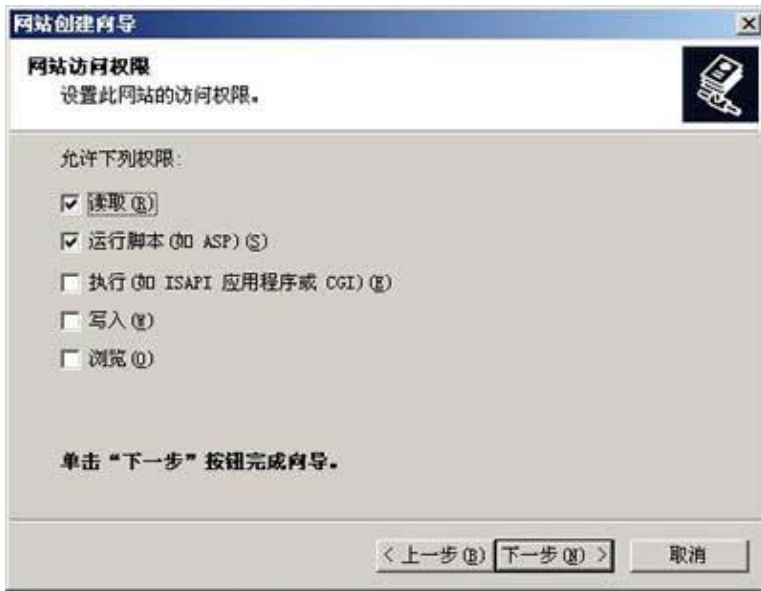 网站创建向导
网站访问权限
设置此网站的访问权限。
允许下列权限:
读取(R)
运行脚本(如 ASP)(S)
执行(如 ISAPI 应用程序或 CGI)(E)
写入(W)
浏览(O)
单击“下一步”按钮完成向导。
< 上一步(B) 下一步(N) > 取消